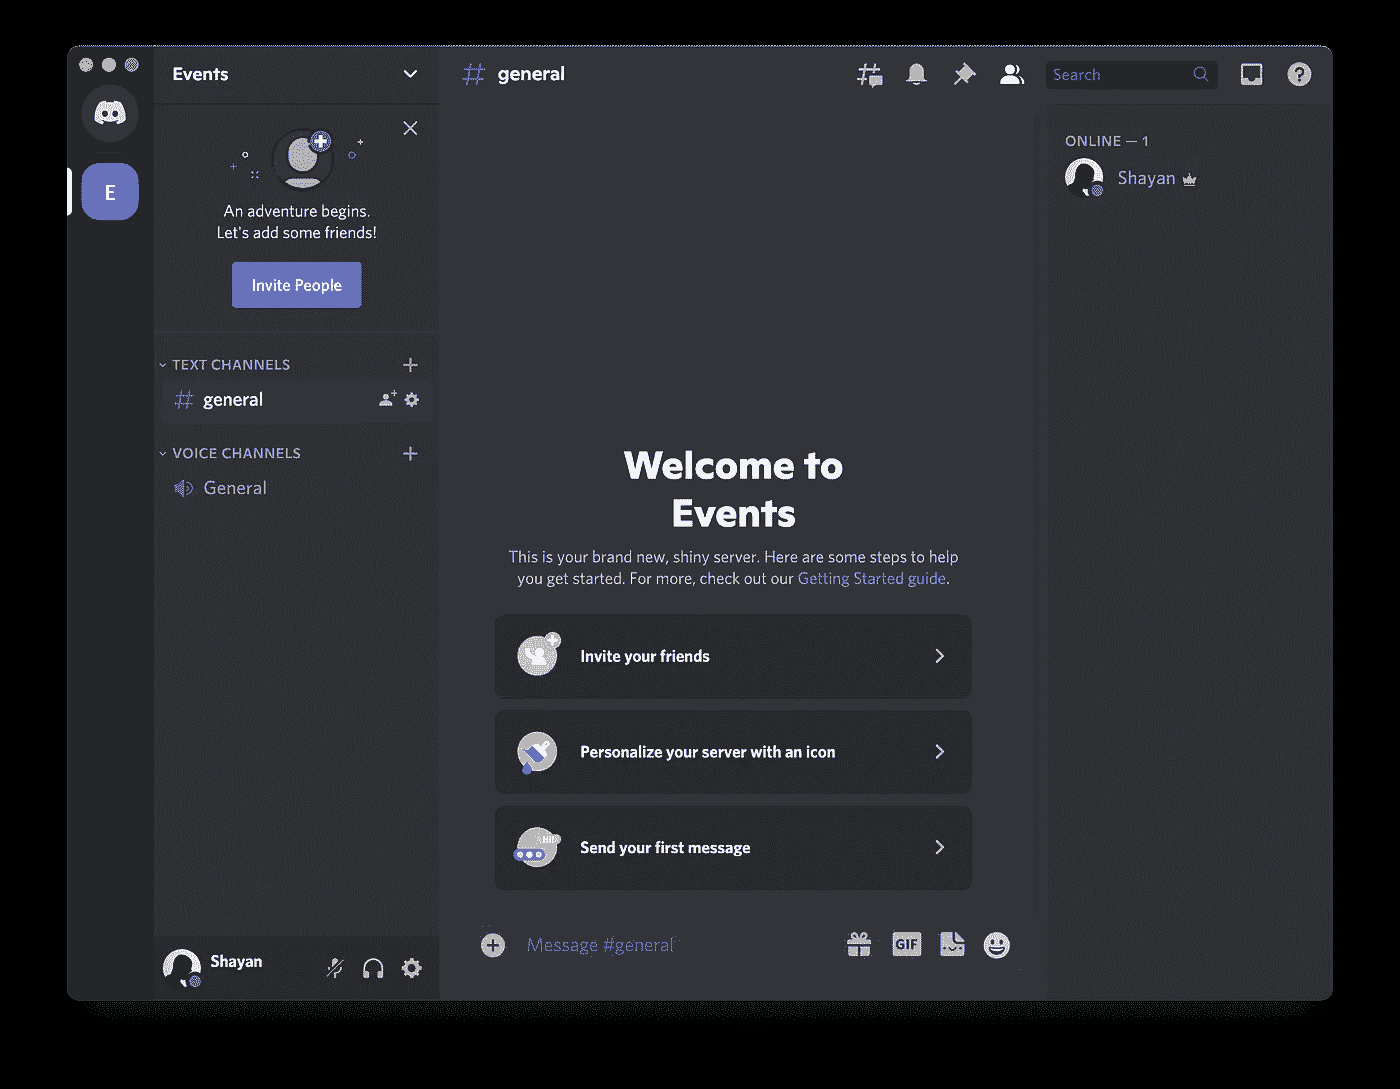 Events
general
Search
?
E
An adventure begins.
Let's add some friends!
Invite People
TEXT CHANNELS
general
VOICE CHANNELS
General
Welcome to
Events
This is your brand new, shiny server. Here are some steps to help
you get started. For more, check out our Getting Started guide.
Invite your friends
Personalize your server with an icon
Send your first message
Message #general
GIF
ONLINE — 1
Shayan
Shayan